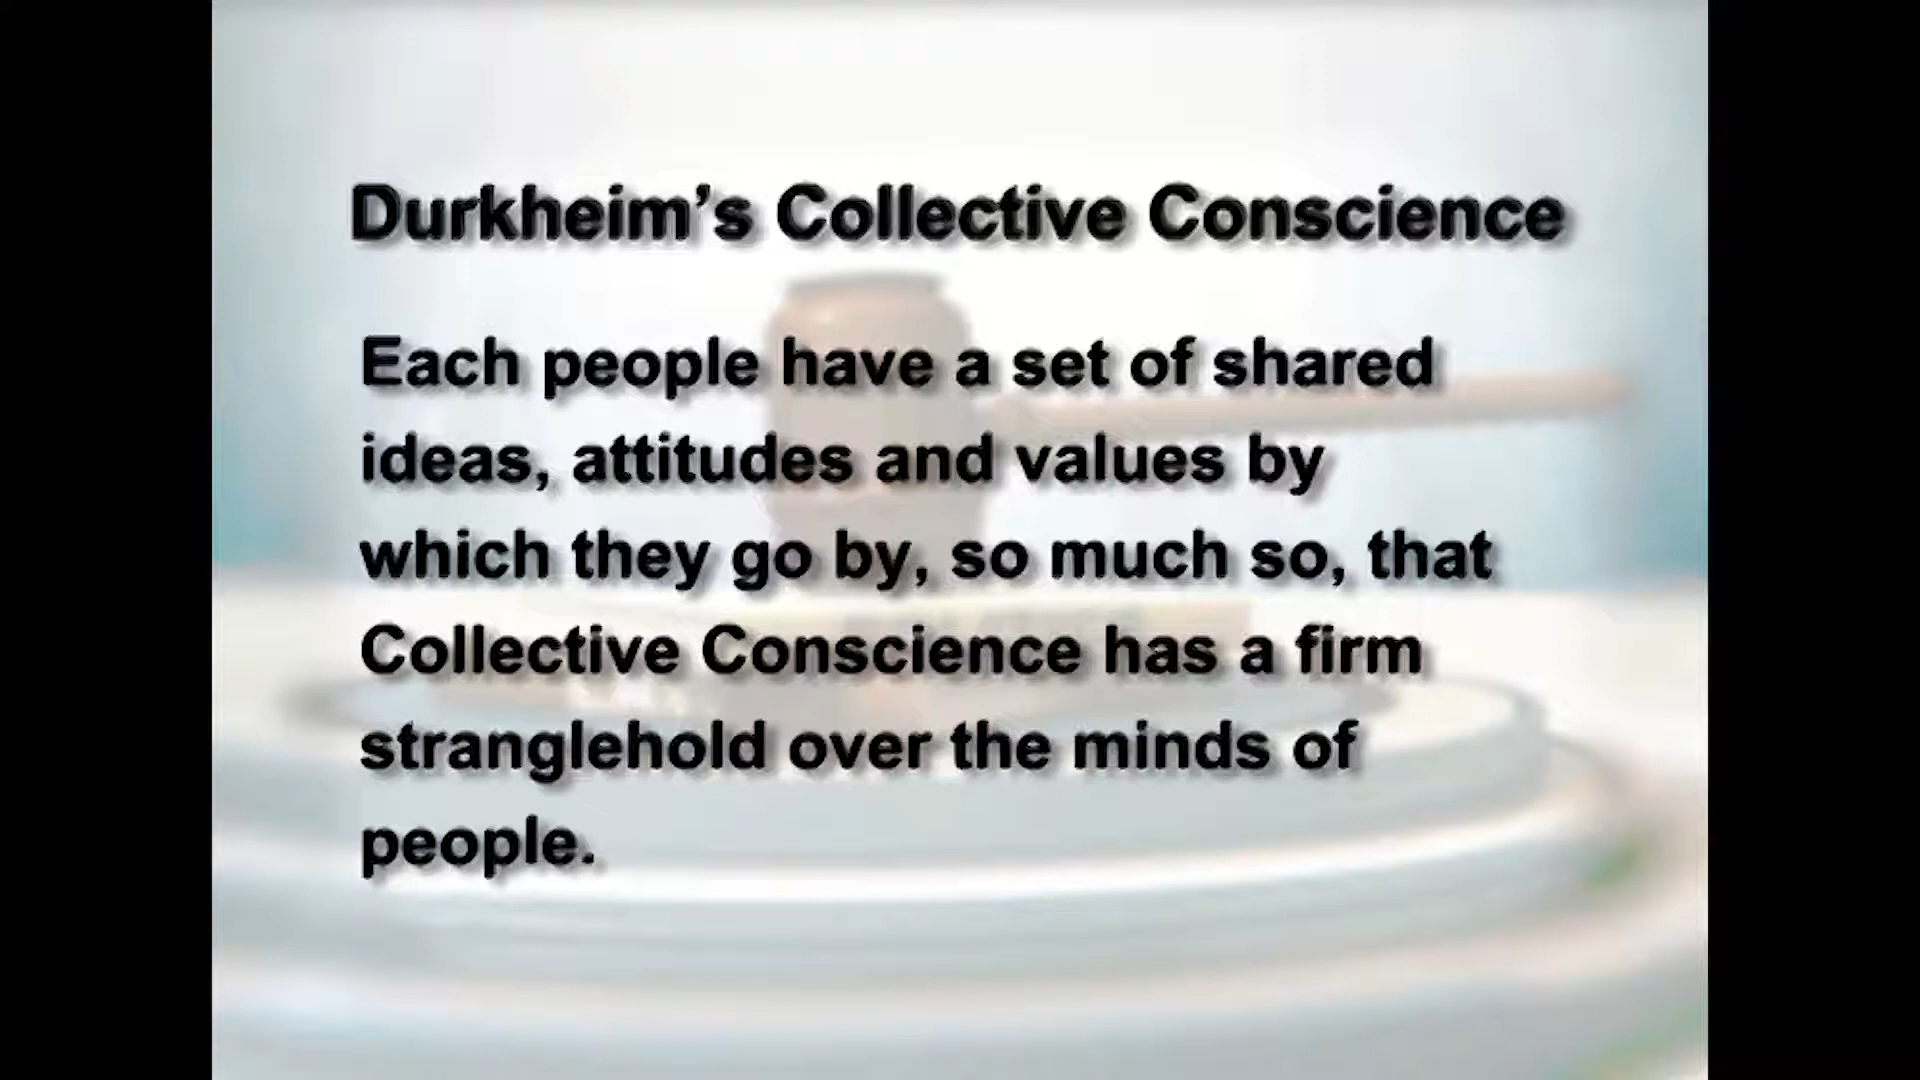 Durkheim’s Collective Conscience
Each people have a set of shared
ideas, attitudes and values by
which they go by, so much so, that
Collective Conscience has a firm
stranglehold over the minds of
people.